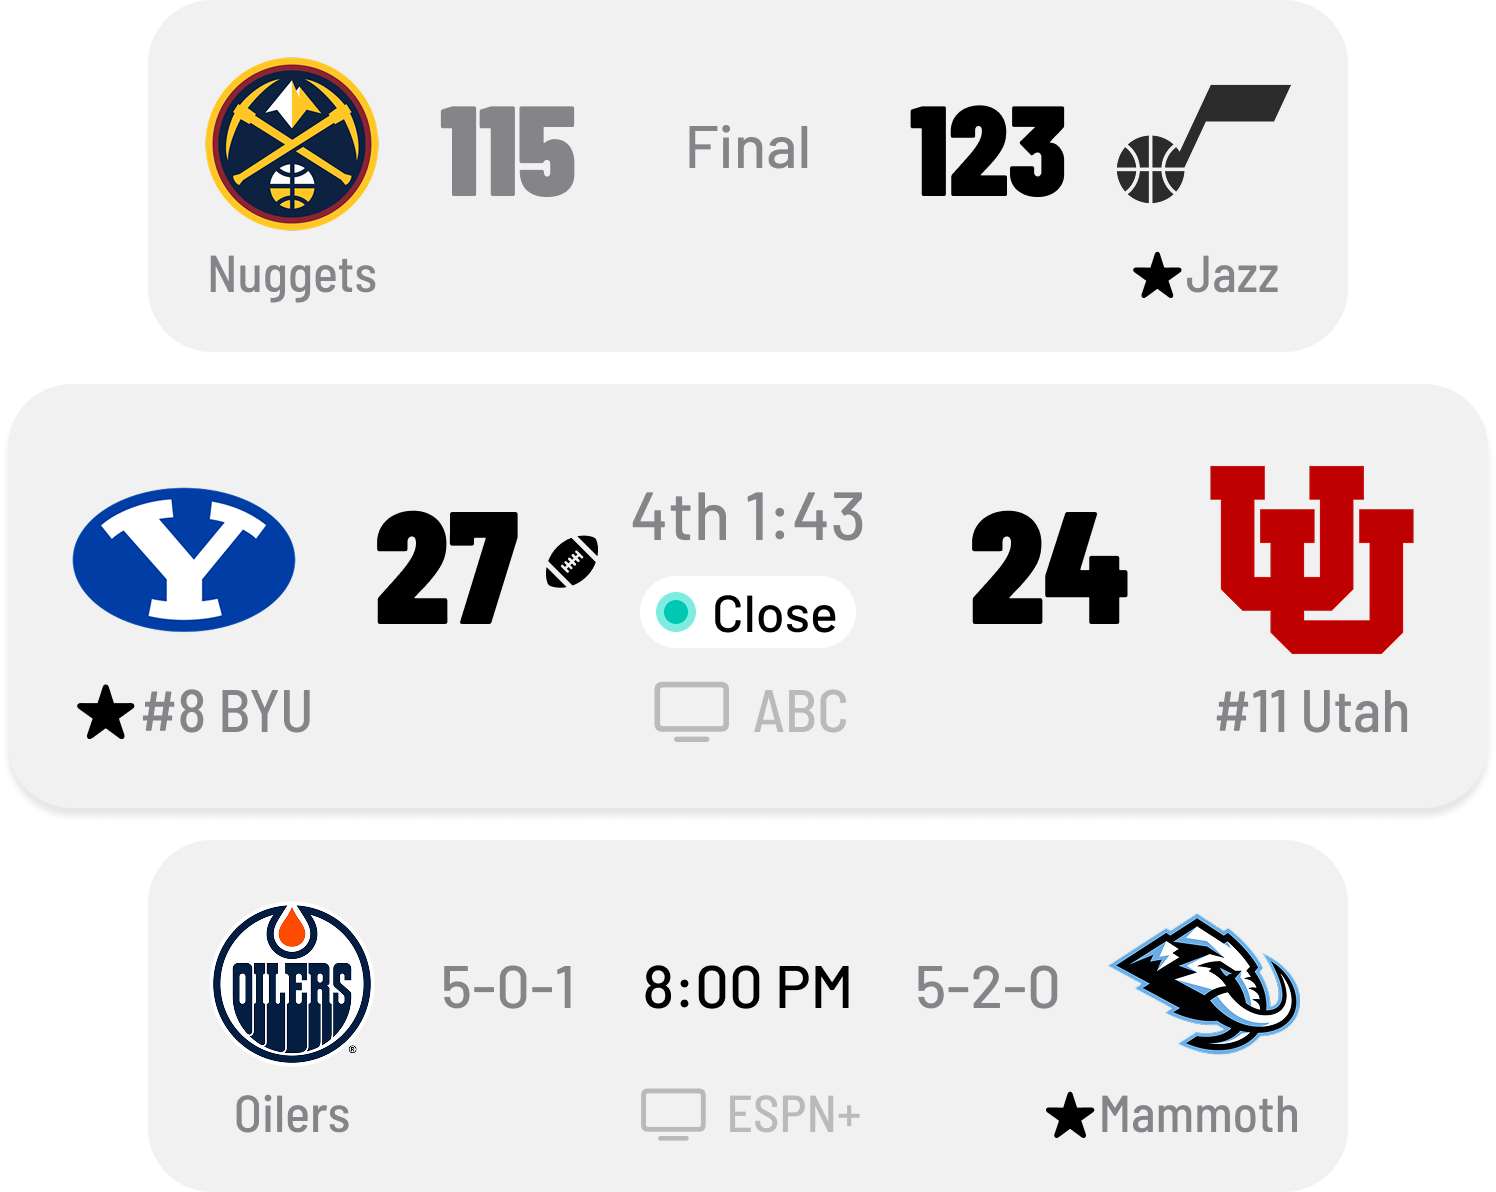 115 Final 123
Nuggets Jazz
4th 1:43
Y 27 24 UU
Close
#8 BYU ABC #11 Utah
OILERS 5-0-1 8:00 PM 5-2-0
®
Oilers ESPN+ Mammoth